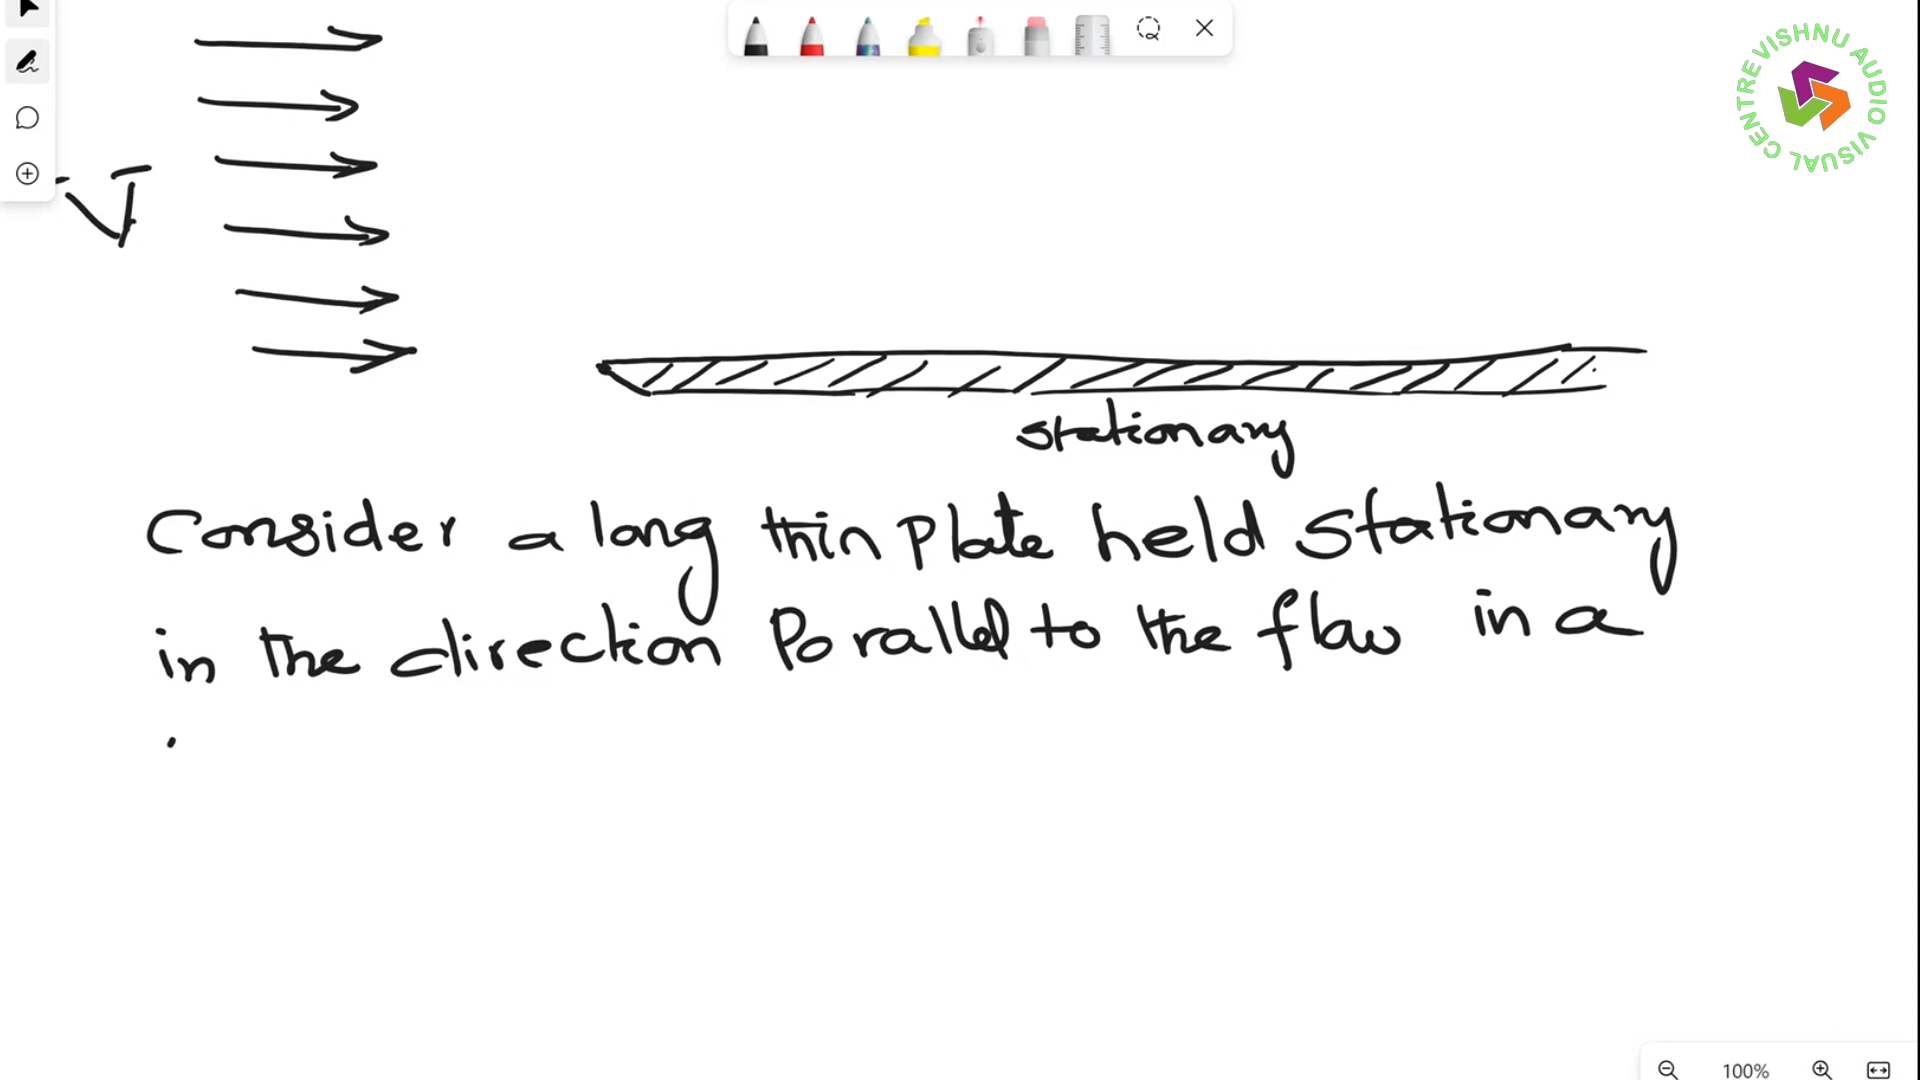 VISHNU AUDIO VISUAL CENTRE
V
stationary
Consider a long thin plate held stationary
in the direction Parallel to the flow in a
100%